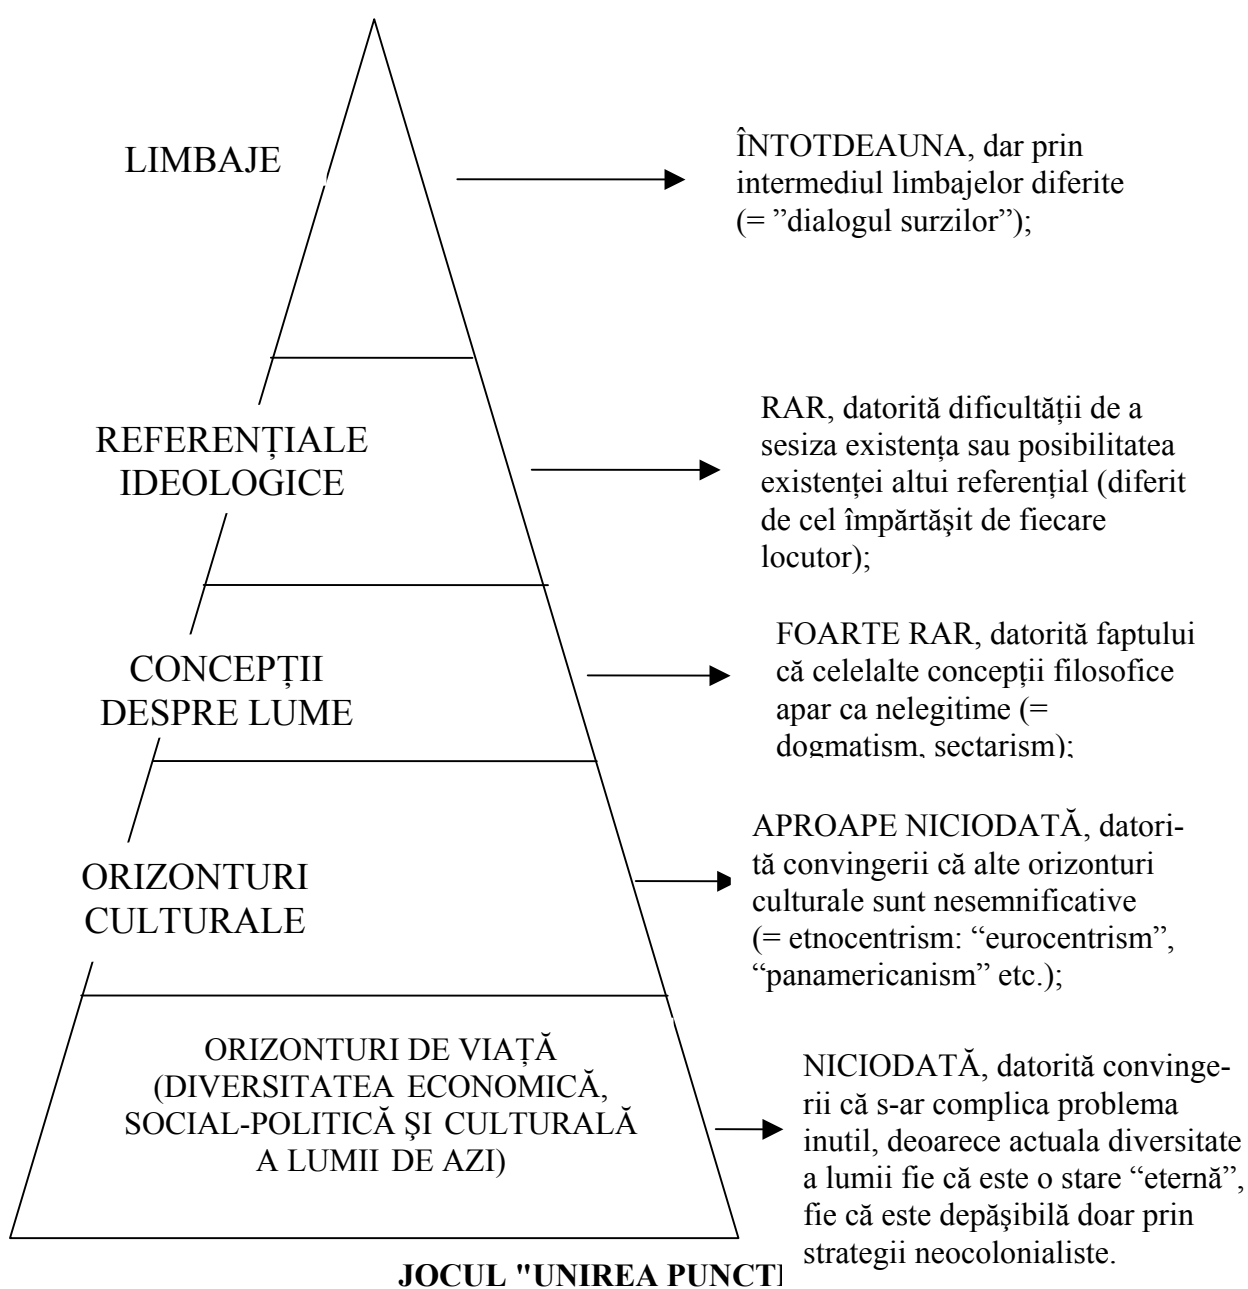 LIMBAJE
ÎNTOTDEAUNA, dar prin
intermediul limbajelor diferite
(= ”dialogul surzilor”);
REFERENȚIALE
IDEOLOGICE
RAR, datorită dificultății de a
sesiza existența sau posibilitatea
existenței altui referențial (diferit
de cel împărtăşit de fiecare
locutor);
CONCEPȚII
DESPRE LUME
FOARTE RAR, datorită faptului
că celelalte concepții filosofice
apar ca nelegitime (=
dogmatism, sectarism);
ORIZONTURI
CULTURALE
APROAPE NICIODATĂ, datori-
tă convingerii că alte orizonturi
culturale sunt nesemnificative
(= etnocentrism: “eurocentrism”,
“panamericanism” etc.);
ORIZONTURI DE VIAȚĂ
(DIVERSITATEA ECONOMICĂ,
SOCIAL-POLITICĂ ŞI CULTURALĂ
A LUMII DE AZI)
NICIODATĂ, datorită convinge-
rii că s-ar complica problema
inutil, deoarece actuala diversitate
a lumii fie că este o stare “eternă”,
fie că este depăşibilă doar prin
strategii neocolonialiste.
JOCUL "UNIREA PUNCT